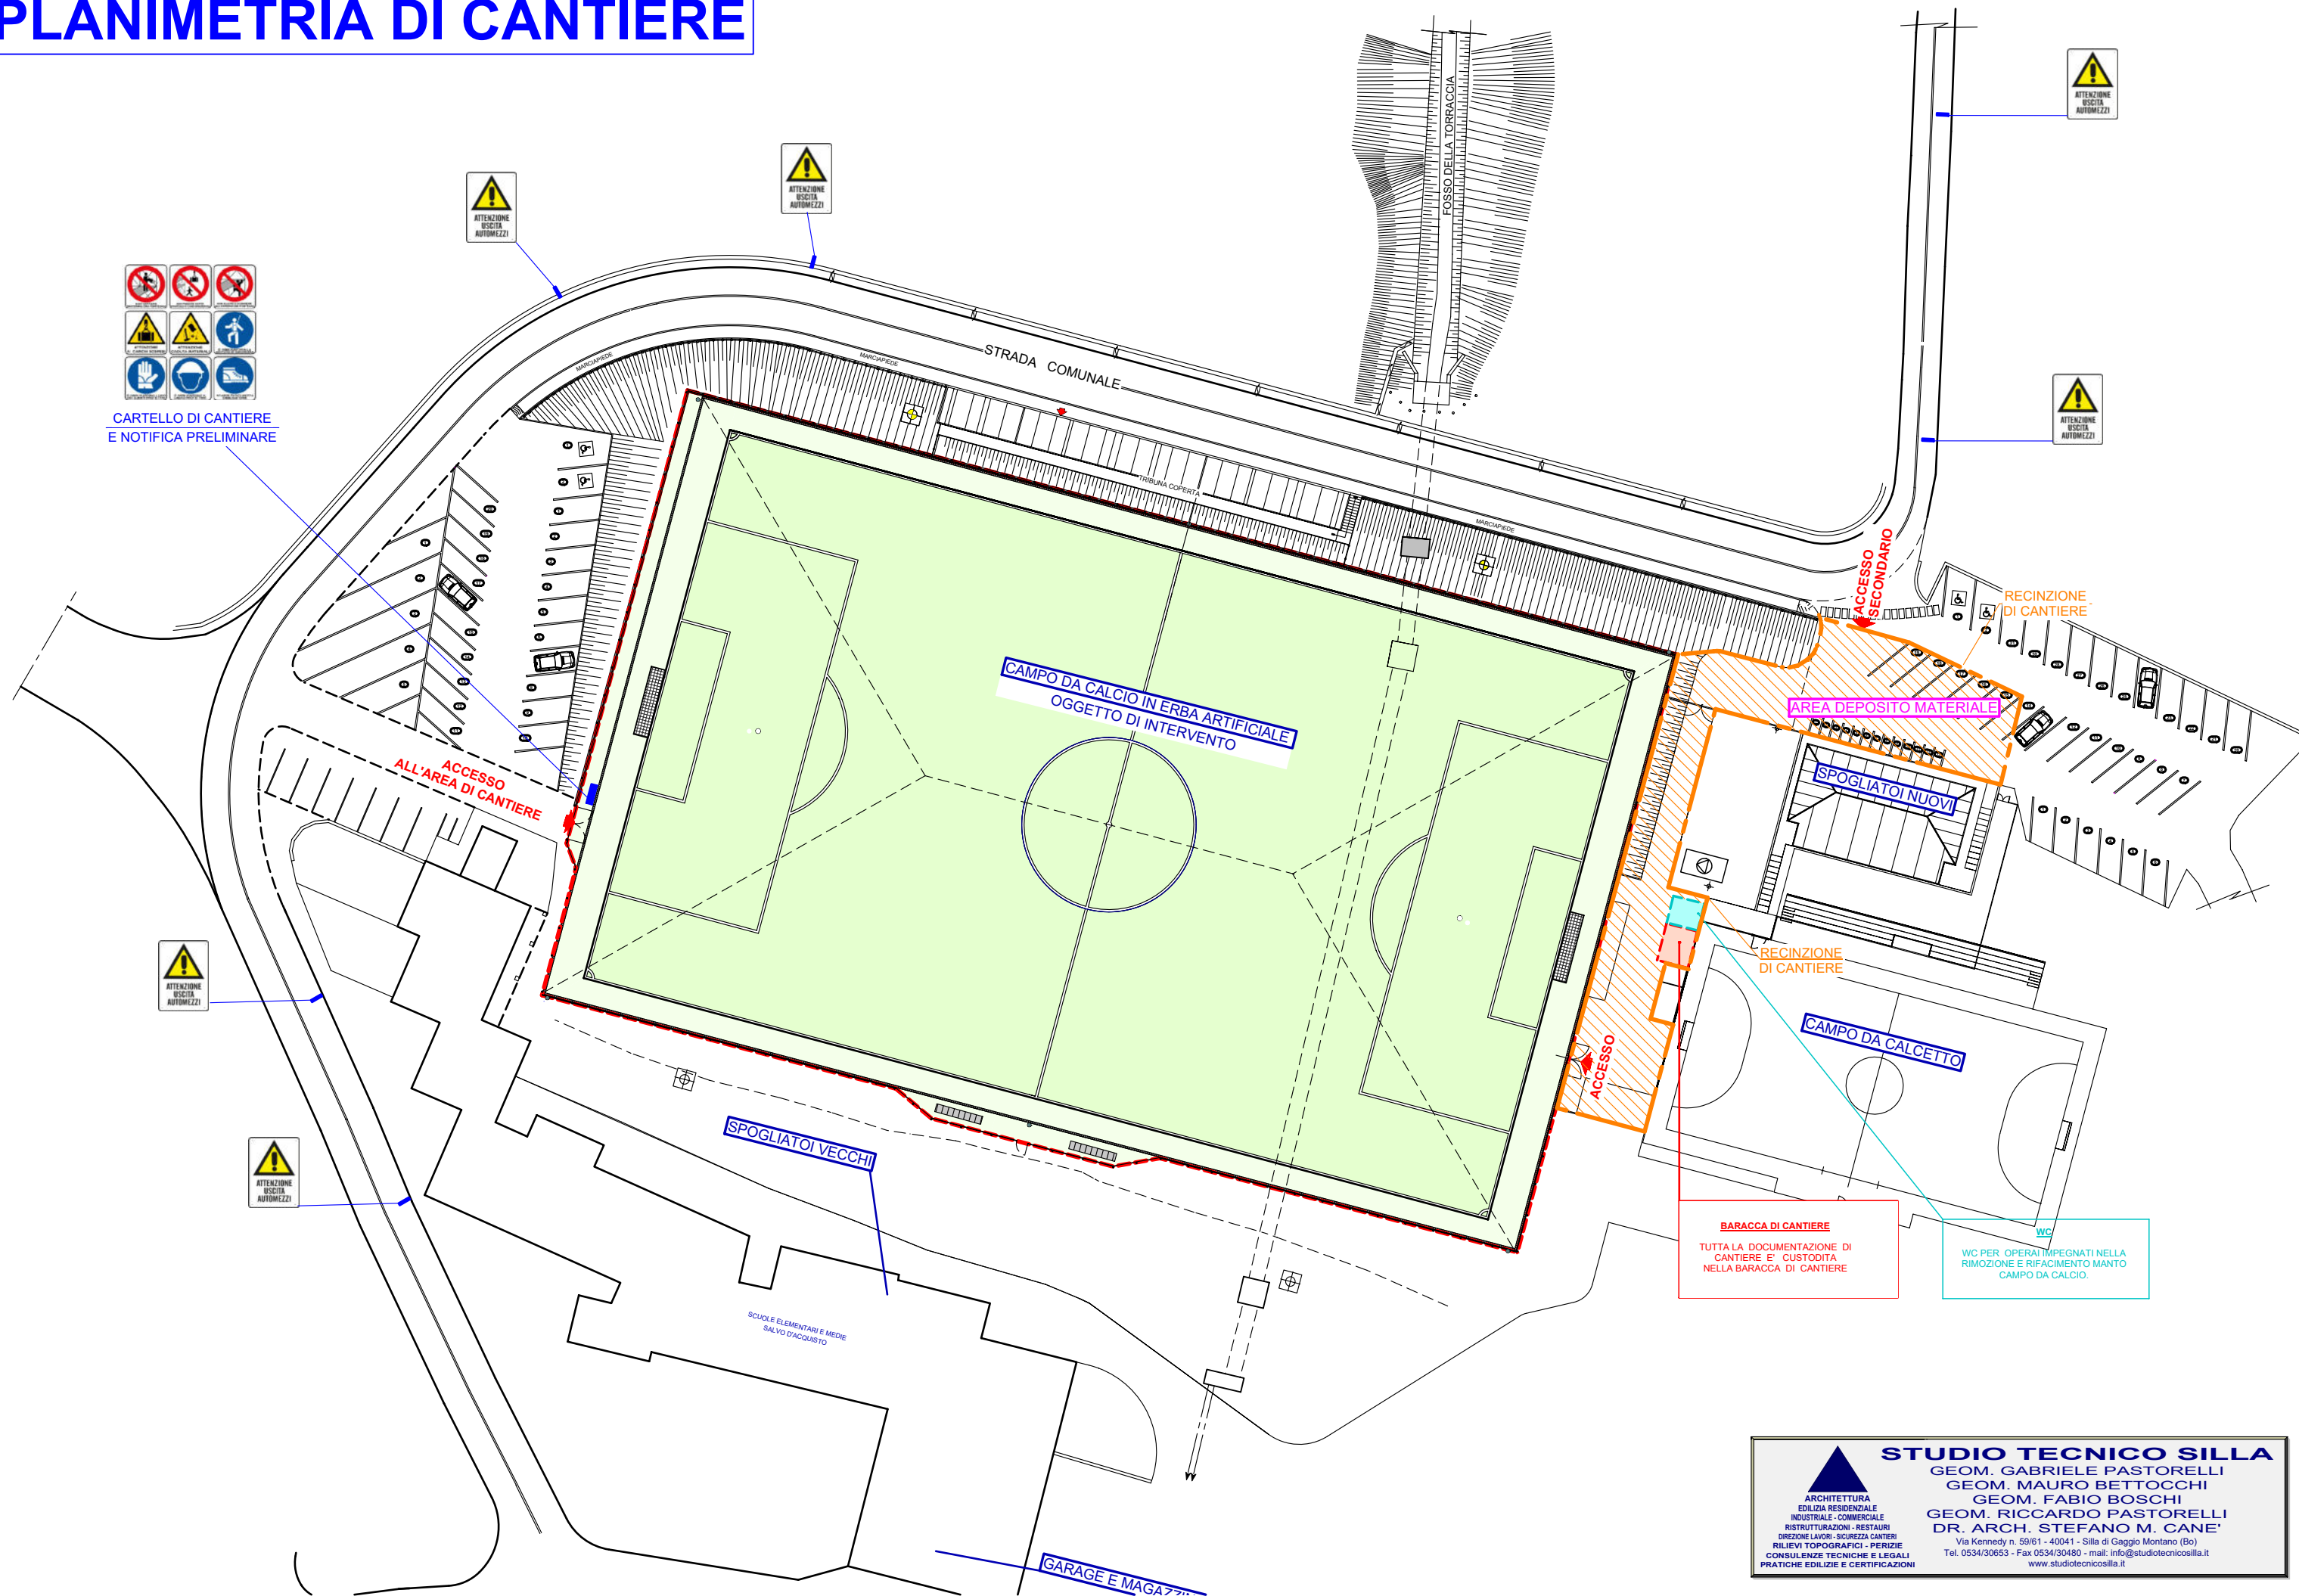 PLANIMETRIA DI CANTIERE
ATTENZIONE
USCITA
AUTOMEZZI
ATTENZIONE
USCITA
AUTOMEZZI
ATTENZIONE
USCITA
AUTOMEZZI
FOSSO DELLA TORRACCIA
CARTELLO DI CANTIERE
E NOTIFICA PRELIMINARE
MARCIAPIEDE
MARCIAPIEDE
STRADA COMUNALE
ATTENZIONE
USCITA
AUTOMEZZI
TRIBUNA COPERTA
MARCIAPIEDE
ACCESSO
SECONDARIO
RECINZIONE
DI CANTIERE
CAMPO DA CALCIO IN ERBA ARTIFICIALE
OGGETTO DI INTERVENTO
AREA DEPOSITO MATERIALE
SPOGLIATOI NUOVI
ACCESSO
ALL'AREA DI CANTIERE
RECINZIONE
DI CANTIERE
ATTENZIONE
USCITA
AUTOMEZZI
CAMPO DA CALCETTO
ACCESSO
SPOGLIATOI VECCHI
ATTENZIONE
USCITA
AUTOMEZZI
BARACCA DI CANTIERE
TUTTA LA DOCUMENTAZIONE DI
CANTIERE E' CUSTODITA
NELLA BARACCA DI CANTIERE
WC
WC PER OPERAI IMPEGNATI NELLA
RIMOZIONE E RIFACIMENTO MANTO
CAMPO DA CALCIO.
SCUOLE ELEMENTARI E MEDIE
SALVO D'ACQUISTO
GARAGE E MAGAZZI
STUDIO TECNICO SILLA
GEOM. GABRIELE PASTORELLI
GEOM. MAURO BETTOCCHI
GEOM. FABIO BOSCHI
GEOM. RICCARDO PASTORELLI
DR. ARCH. STEFANO M. CANE'
Via Kennedy n. 59/61 - 40041 - Silla di Gaggio Montano (Bo)
Tel. 0534/30653 - Fax 0534/30480 - mail: info@studiotecnicosilla.it
www.studiotecnicosilla.it
ARCHITETTURA
EDILIZIA RESIDENZIALE
INDUSTRIALE - COMMERCIALE
RISTRUTTURAZIONI - RESTAURI
DIREZIONE LAVORI - SICUREZZA CANTIERI
RILIEVI TOPOGRAFICI - PERIZIE
CONSULENZE TECNICHE E LEGALI
PRATICHE EDILIZIE E CERTIFICAZIONI